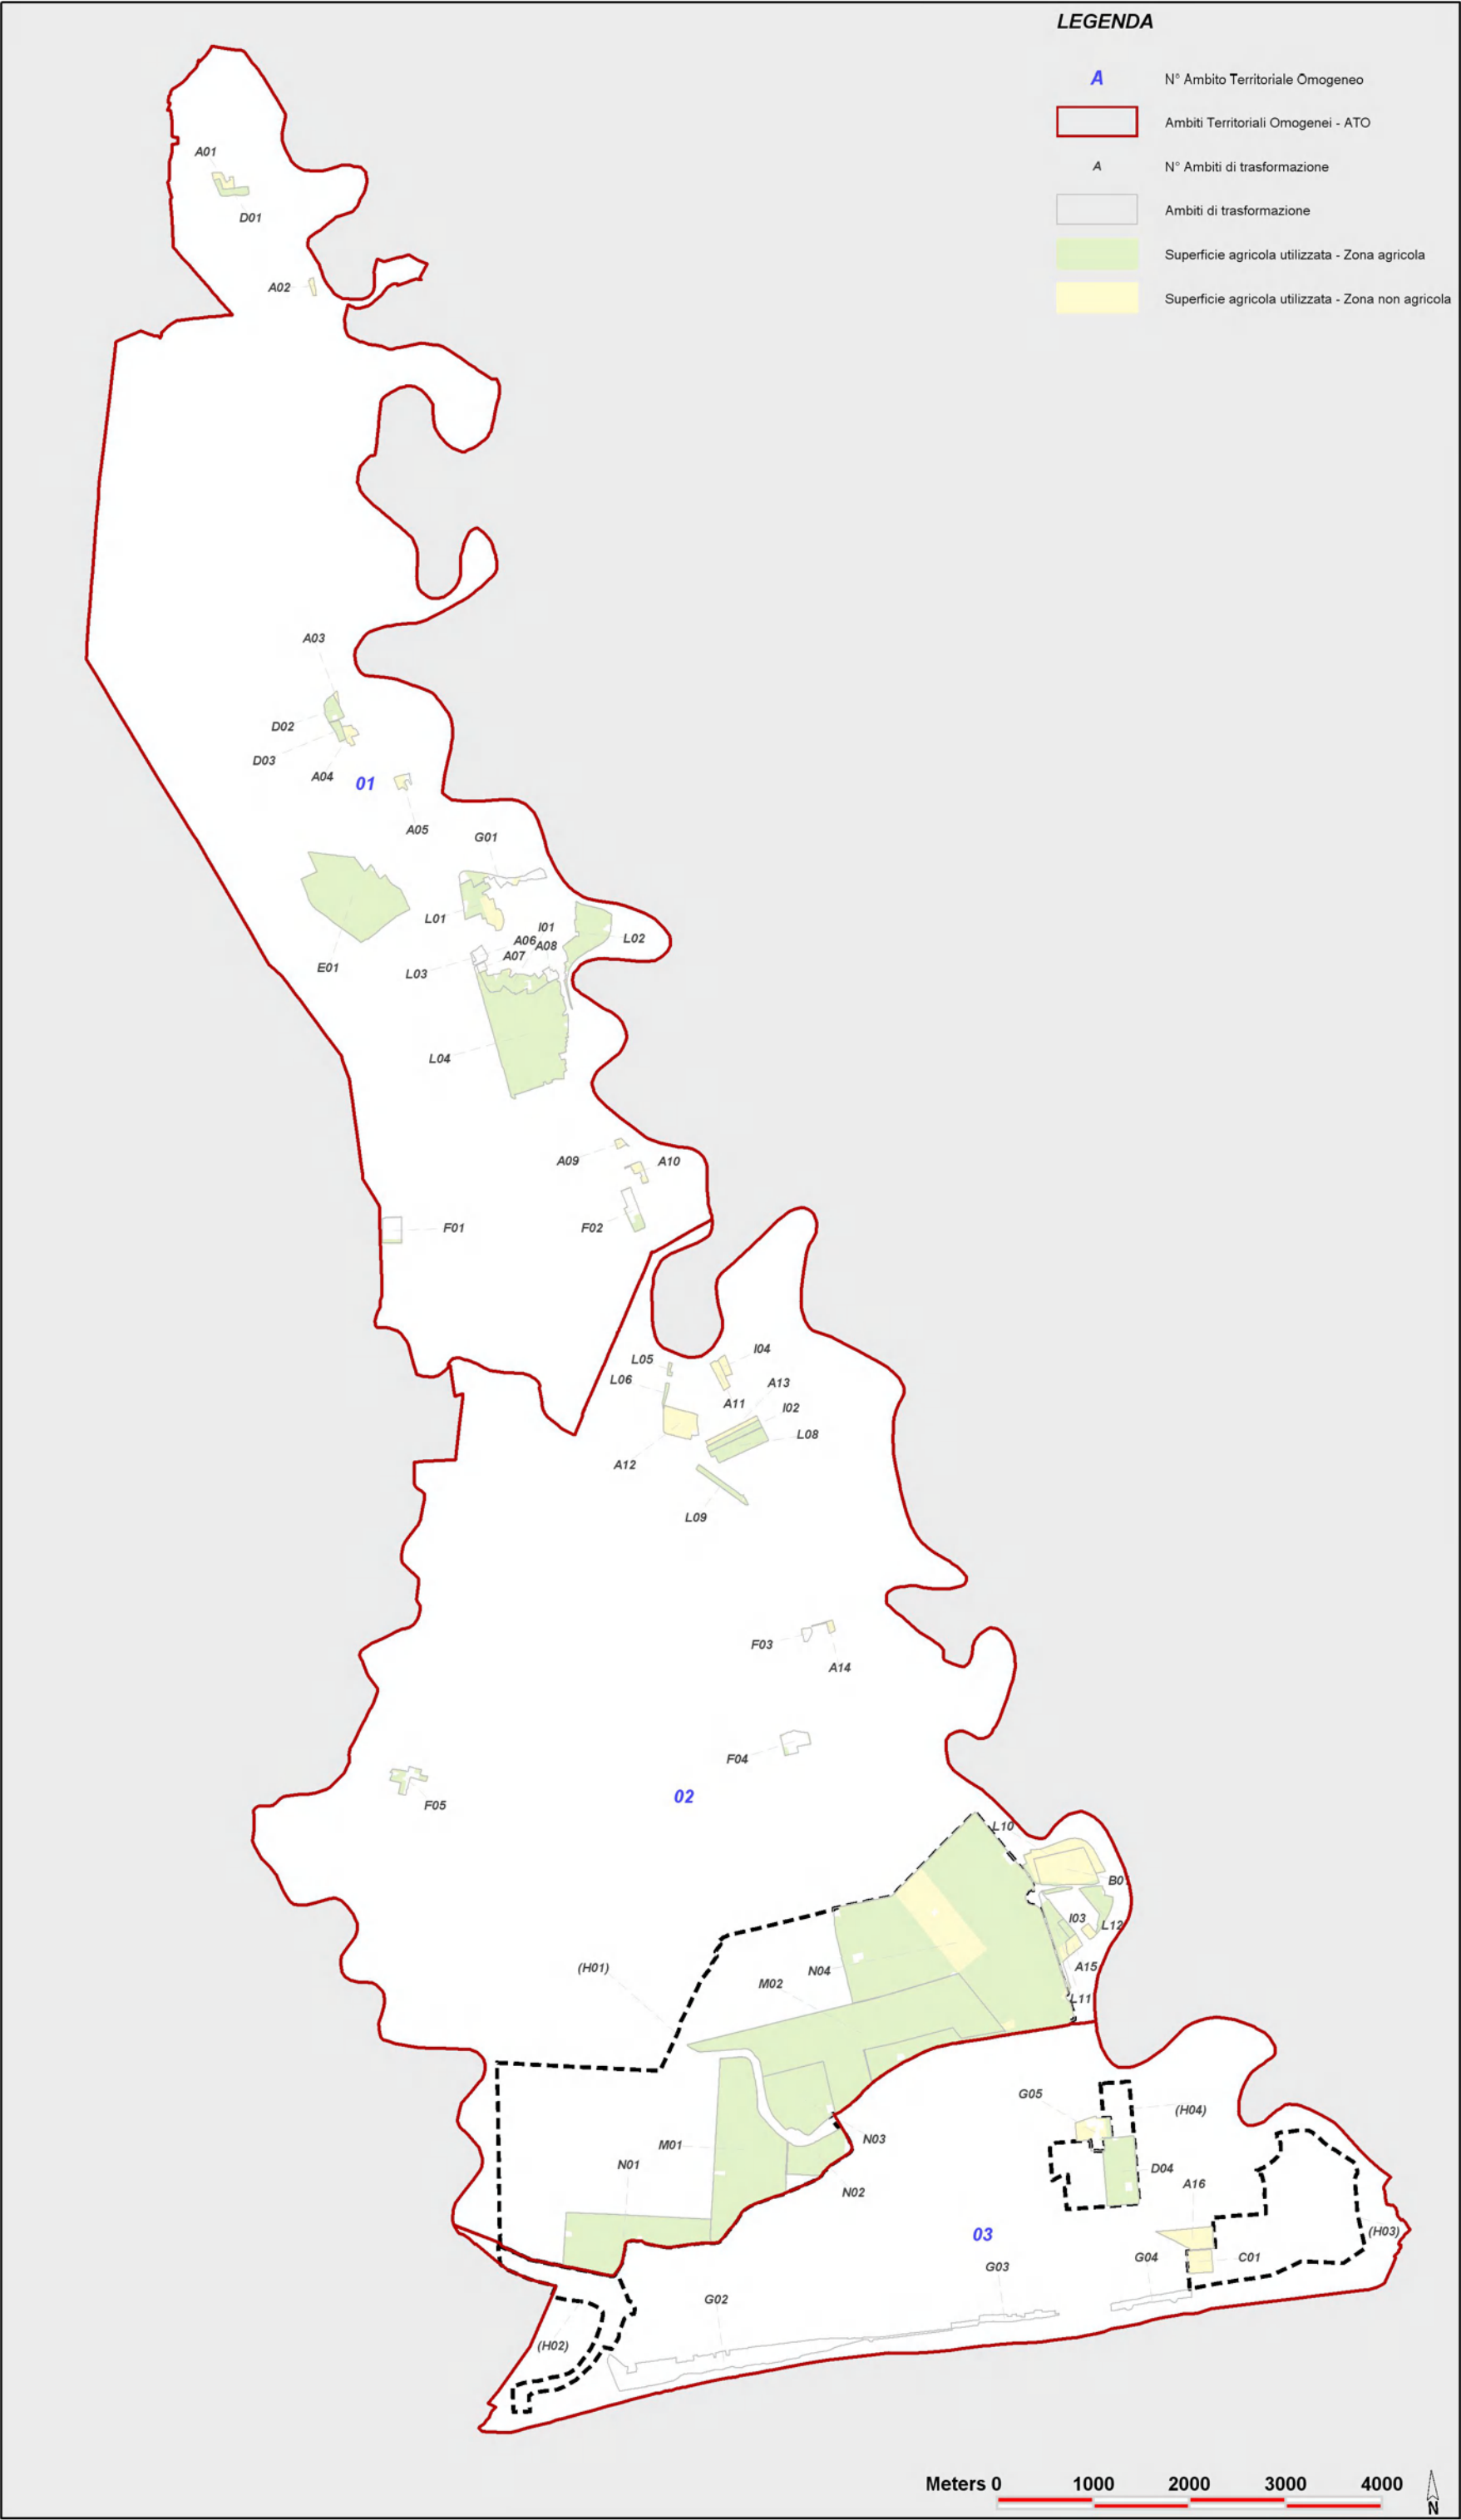 LEGENDA
A N° Ambito Territoriale Omogeneo
Ambiti Territoriali Omogenei - ATO
A N° Ambiti di trasformazione
Ambiti di trasformazione
Superficie agricola utilizzata - Zona agricola
Superficie agricola utilizzata - Zona non agricola
A01
D01
A02
A03
D02
D03
A04
01
A05
G01
L01
I01
A06
A08
L02
A07
E01
L03
L04
A09
A10
F01
F02
I04
L05
L06
A13
A11
I02
L08
A12
L09
F03
A14
F04
02
F05
L10
B0
I03
L12
(H01)
A15
N04
M02
L11
G05
(H04)
N03
M01
N01
D04
A16
N02
03
(H03)
G04
C01
G03
G02
(H02)
Meters 0 1000 2000 3000 4000
N